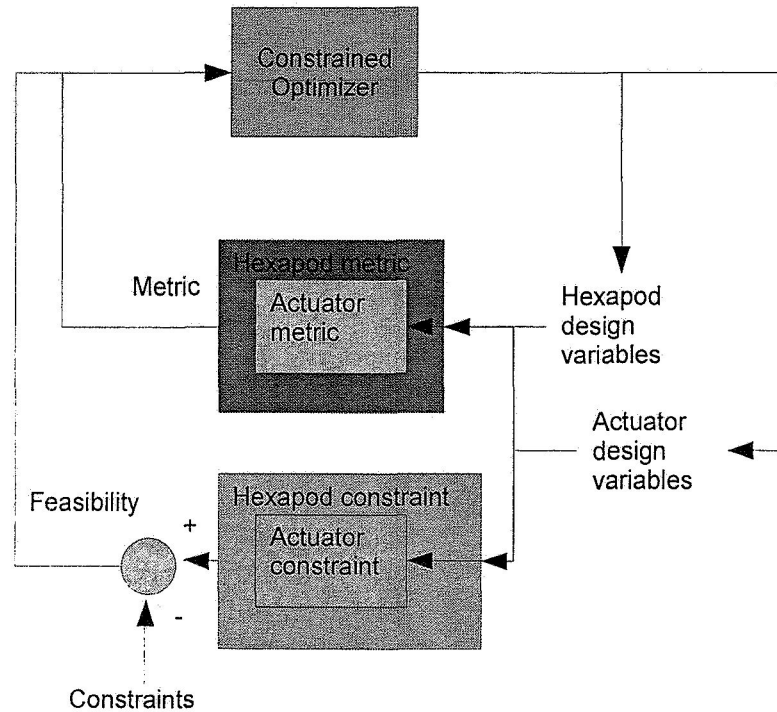 Constrained
Optimizer
Hexapod metric
Metric
Actuator
metric
Hexapod
design
variables
Actuator
design
variables
Hexapod constraint
Feasibility
+
Actuator
constraint
-
Constraints